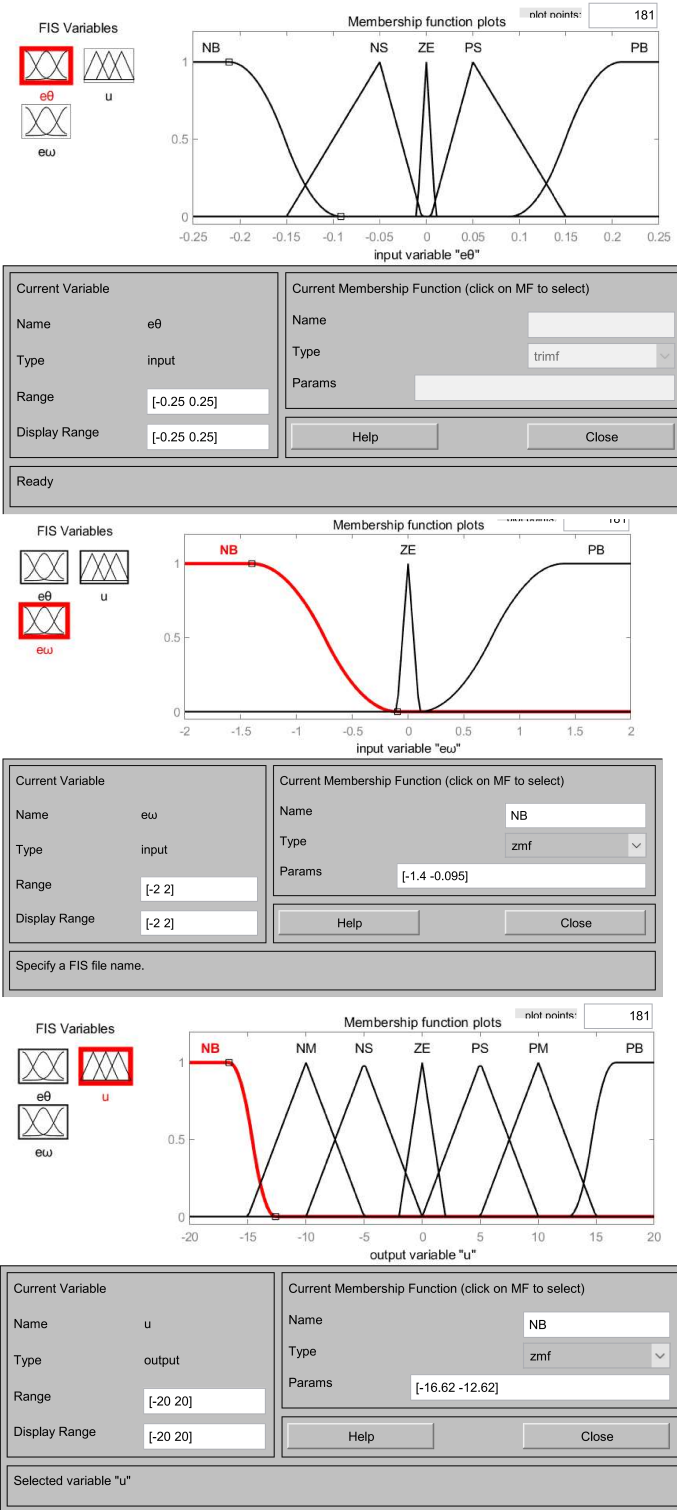 FIS Variables
eθ
u
eω
Membership function plots
plot points:
181
NB NS ZE PS PB
1
0.5
0
-0.25 -0.2 -0.15 -0.1 -0.05 0 0.05 0.1 0.15 0.2 0.25
input variable "eθ"
Current Variable
Name eθ
Type input
Range [-0.25 0.25]
Display Range [-0.25 0.25]
Current Membership Function (click on MF to select)
Name
Type trimf
Params
Help Close
Ready
FIS Variables
eθ
u
eω
Membership function plots
plot points:
181
NB ZE PB
1
0.5
0
-2 -1.5 -1 -0.5 0 0.5 1 1.5 2
input variable "eω"
Current Variable
Name eω
Type input
Range [-2 2]
Display Range [-2 2]
Current Membership Function (click on MF to select)
Name NB
Type zmf
Params [-1.4 -0.095]
Help Close
Specify a FIS file name.
FIS Variables
eθ
u
eω
Membership function plots
plot points:
181
NB NM NS ZE PS PM PB
1
0.5
0
-20 -15 -10 -5 0 5 10 15 20
output variable "u"
Current Variable
Name u
Type output
Range [-20 20]
Display Range [-20 20]
Current Membership Function (click on MF to select)
Name NB
Type zmf
Params [-16.62 -12.62]
Help Close
Selected variable "u"